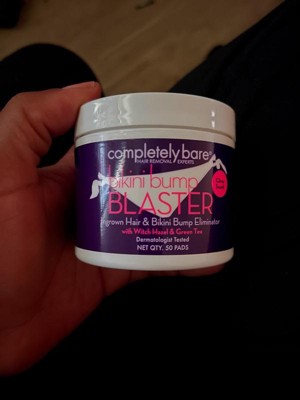 completely bare
HAIR REMOVAL EXPERTS
bikini bump
BLASTER
ngrown Hair & Bikini Bump Eliminator
with Witch Hazel & Green Tea
Dermatologist Tested
NET QTY. 50 PADS